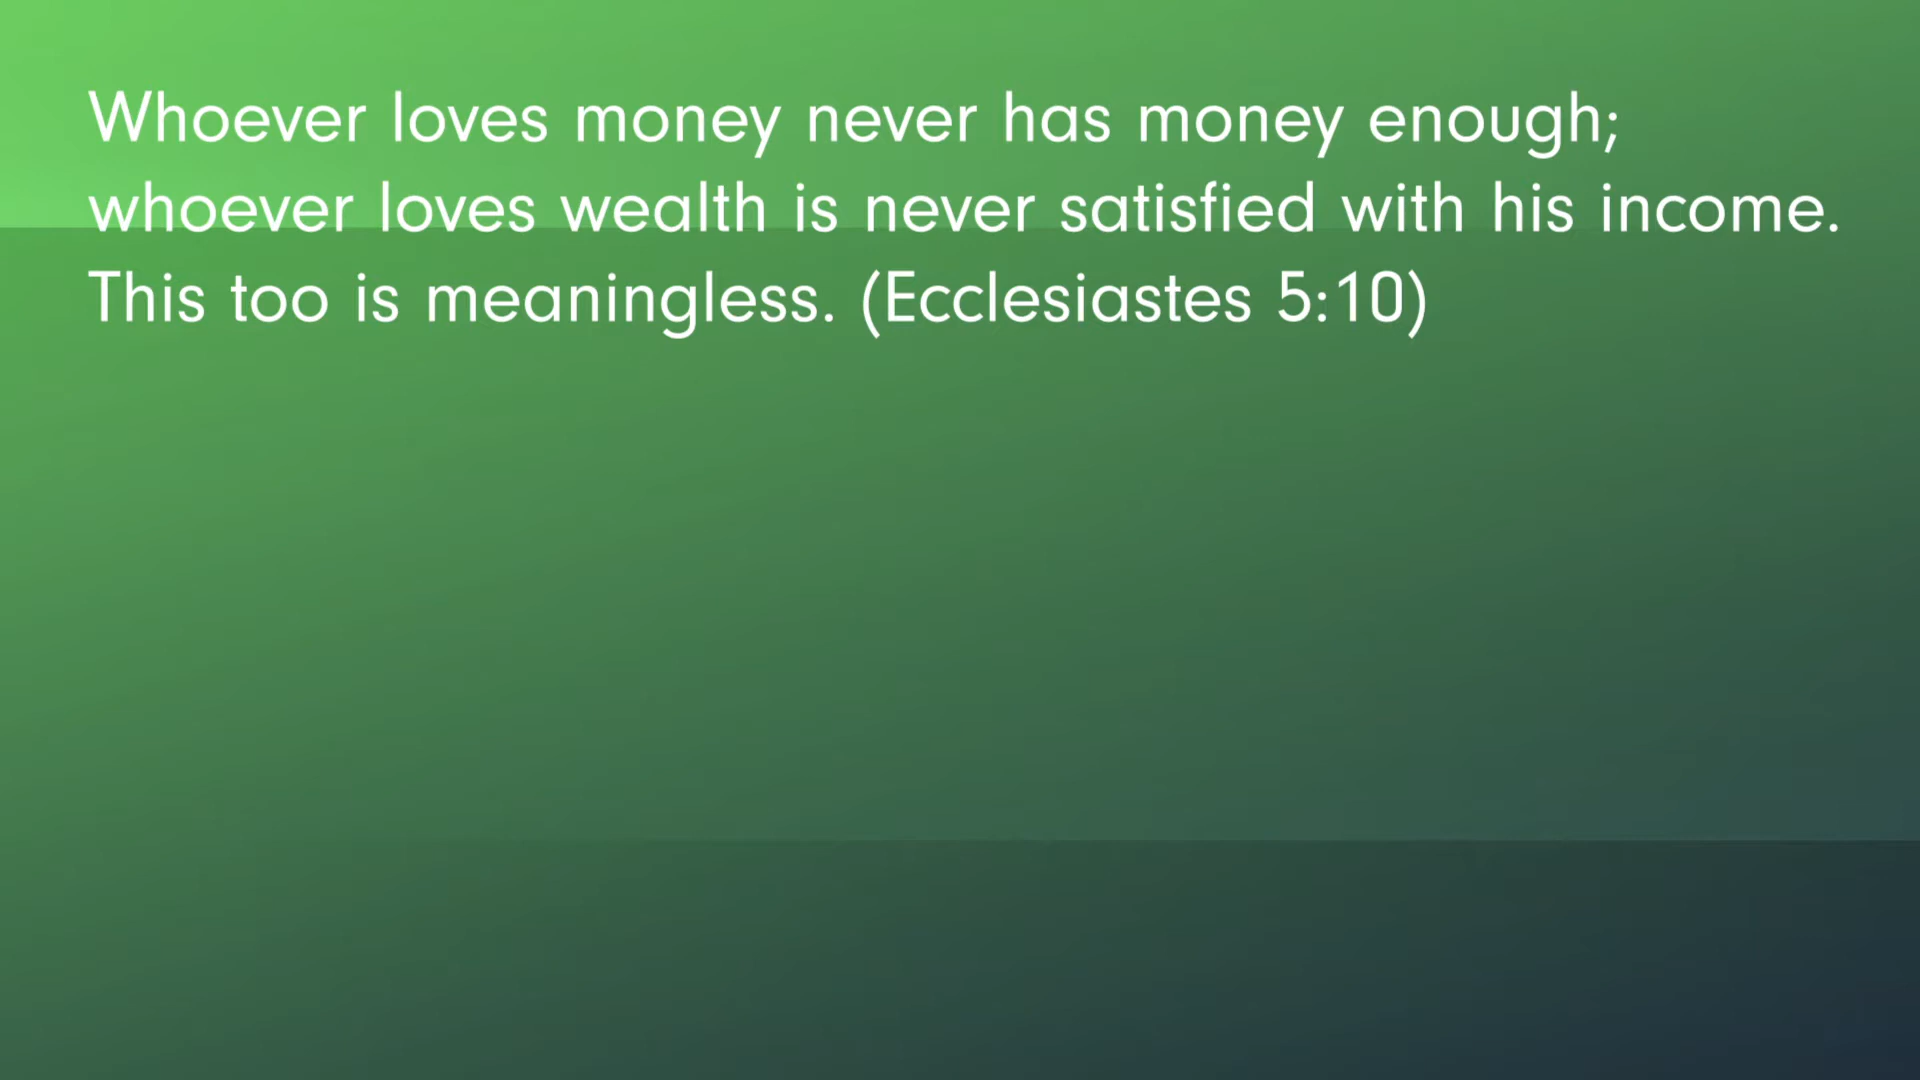 Whoever loves money never has money enough;
whoever loves wealth is never satisfied with his income.
This too is meaningless. (Ecclesiastes 5:10)